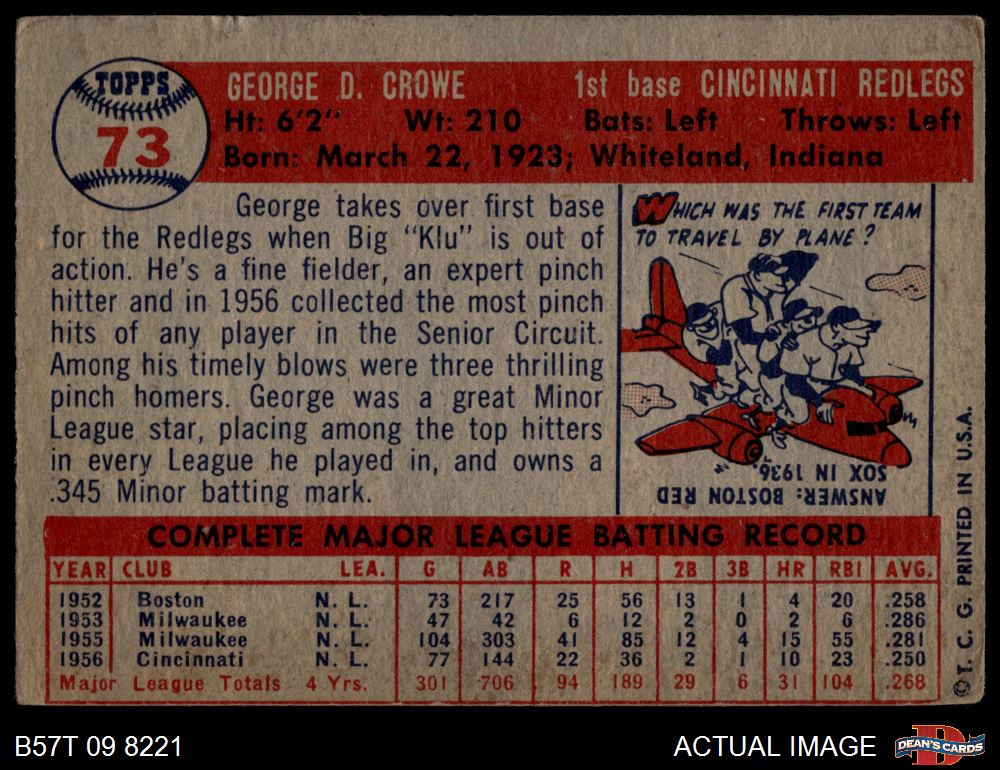 TOPPS
73
GEORGE D. CROWE 1st base CINCINNATI REDLEGS
Ht: 6'2" Wt: 210 Bats: Left Throws: Left
Born: March 22, 1923; Whiteland, Indiana
George takes over first base
for the Redlegs when Big "Klu" is out of
action. He's a fine fielder, an expert pinch
hitter and in 1956 collected the most pinch
hits of any player in the Senior Circuit.
Among his timely blows were three thrilling
pinch homers. George was a great Minor
League star, placing among the top hitters
in every League he played in, and owns a
.345 Minor batting mark.
WHICH WAS THE FIRST TEAM
TO TRAVEL BY PLANE?
ANSWER: BOSTON RED
SOX IN 1936.
COMPLETE MAJOR LEAGUE BATTING RECORD
YEAR CLUB LEA. G AB R H 2B 3B HR RBI AVG.
1952 Boston N. L. 73 217 25 56 13 1 4 20 .258
1953 Milwaukee N. L. 47 42 6 12 2 0 2 6 .286
1955 Milwaukee N. L. 104 303 41 85 12 4 15 55 .281
1956 Cincinnati N. L. 77 144 22 36 2 1 10 23 .250
Major League Totals 4 Yrs. 301 706 94 189 29 6 31 104 .268
© T. C. G. PRINTED IN U.S.A.
B57T 09 8221
ACTUAL IMAGE
D
DEAN'S CARDS